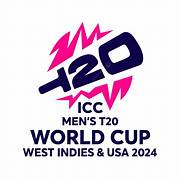 T20
ICC
MEN'S T20
WORLD CUP
WEST INDIES & USA 2024